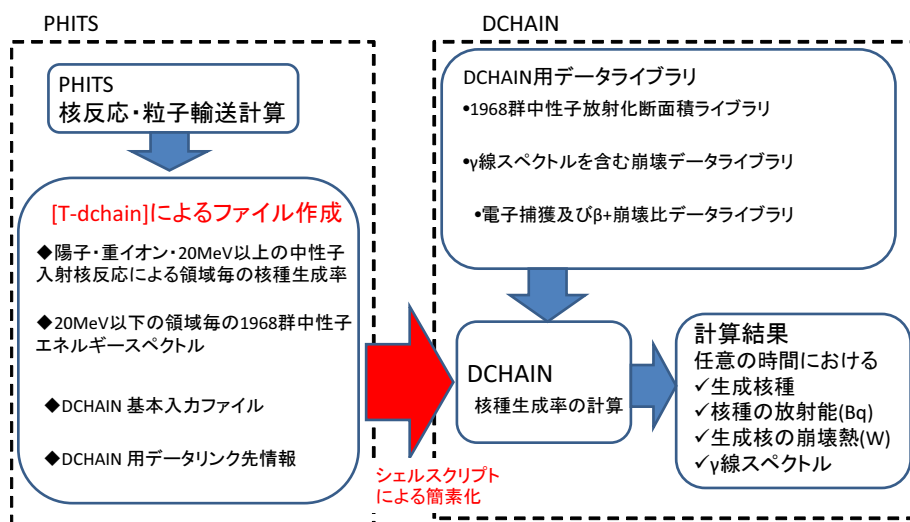 PHITS
PHITS
核反応・粒子輸送計算
[T-dchain]によるファイル作成
◆陽子・重イオン・20MeV以上の中性子
入射核反応による領域毎の核種生成率
◆20MeV以下の領域毎の1968群中性子
エネルギースペクトル
◆DCHAIN 基本入力ファイル
◆DCHAIN 用データリンク先情報
シェルスクリプト
による簡素化
DCHAIN
DCHAIN用データライブラリ
•1968群中性子放射化断面積ライブラリ
•γ線スペクトルを含む崩壊データライブラリ
•電子捕獲及びβ+崩壊比データライブラリ
DCHAIN
核種生成率の計算
計算結果
任意の時間における
✓生成核種
✓核種の放射能(Bq)
✓生成核の崩壊熱(W)
✓γ線スペクトル